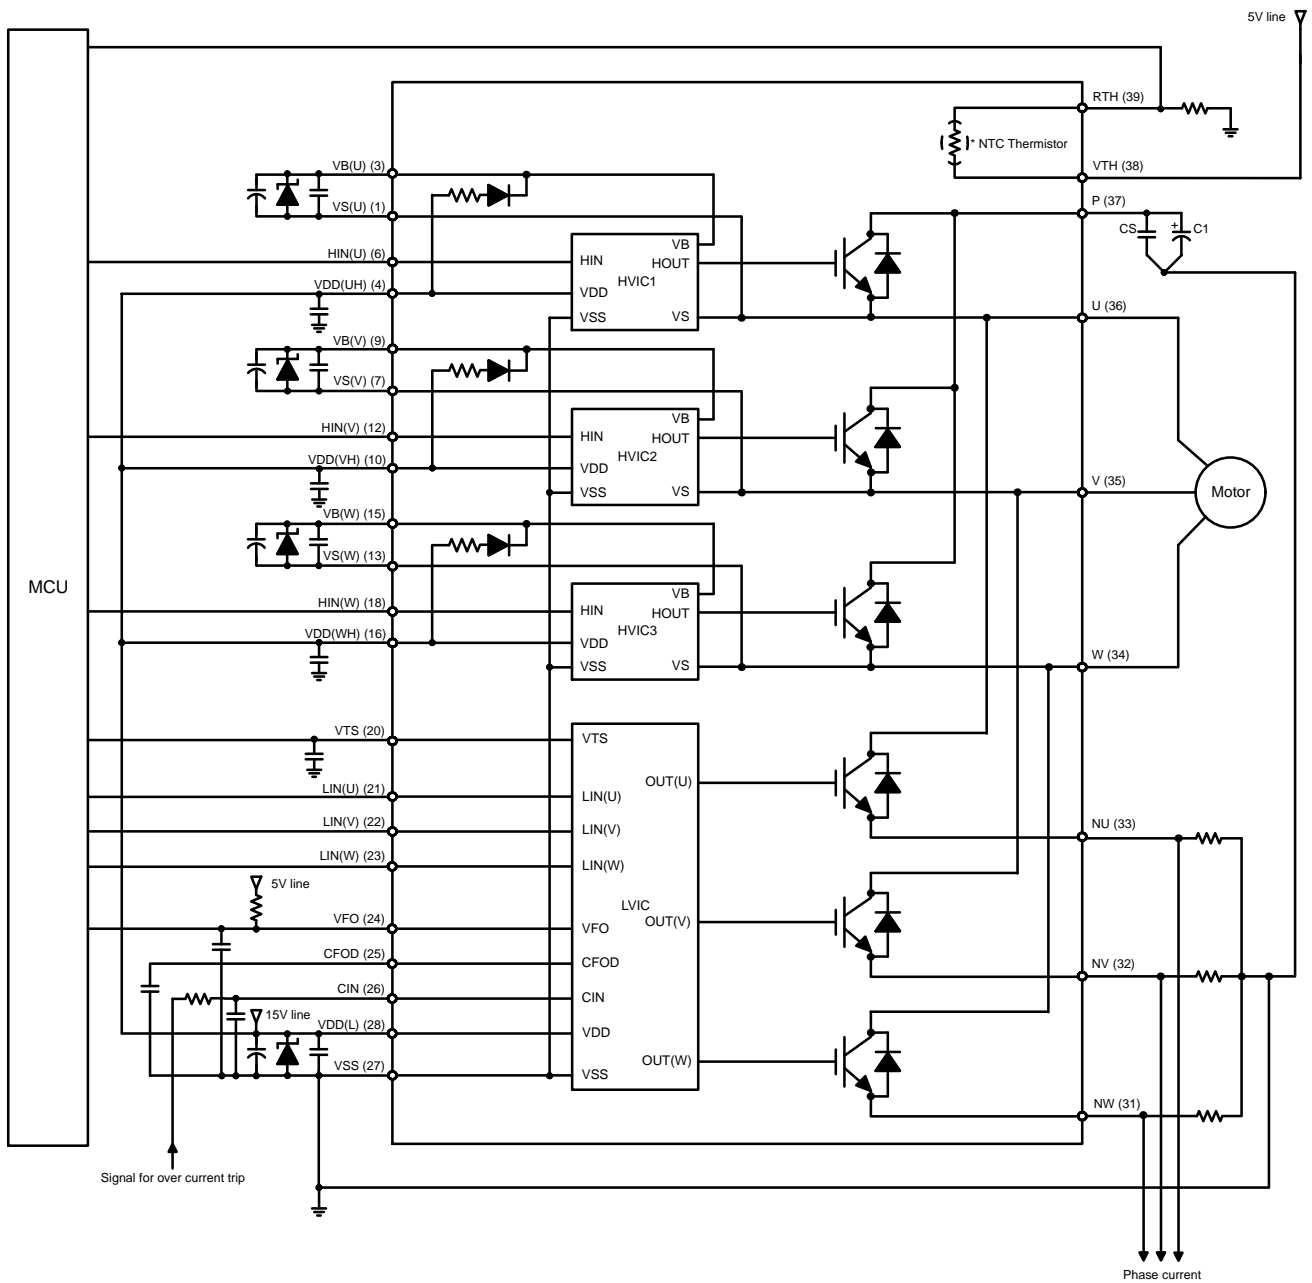 5V line
RTH (39)
* NTC Thermistor
VTH (38)
VB(U) (3)
VS(U) (1)
P (37)
CS
+
C1
HIN(U) (6)
HIN
VB
HOUT
HVIC1
VDD(UH) (4)
VDD
VSS
VS
U (36)
VB(V) (9)
VS(V) (7)
HIN(V) (12)
HIN
VB
HOUT
HVIC2
VDD(VH) (10)
VDD
VSS
VS
V (35)
Motor
VB(W) (15)
VS(W) (13)
MCU
HIN(W) (18)
HIN
VB
HOUT
HVIC3
VDD(WH) (16)
VDD
VSS
VS
W (34)
VTS (20)
VTS
OUT(U)
LIN(U) (21)
LIN(U)
LIN(V) (22)
LIN(V)
NU (33)
LIN(W) (23)
LIN(W)
5V line
LVIC
VFO (24)
VFO
OUT(V)
CFOD (25)
CFOD
NV (32)
CIN (26)
CIN
15V line
VDD(L) (28)
VDD
OUT(W)
VSS (27)
VSS
NW (31)
Signal for over current trip
Phase current